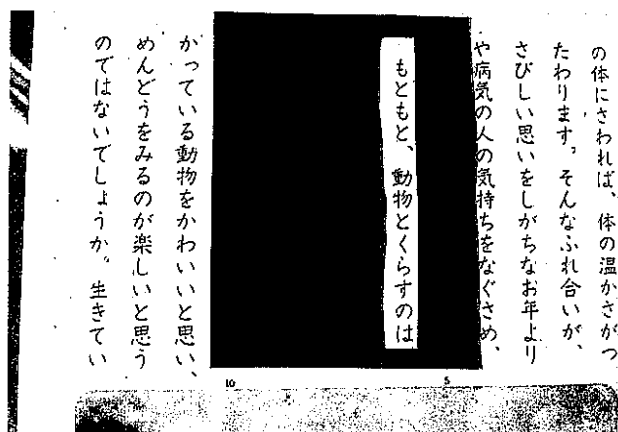 の体にさわれば、体の温かさがつ
たわります。そんなふれ合いが、
さびしい思いをしがちなお年より
や病気の人の気持ちをなぐさめ、
もともと、動物とくらすのは
かっている動物をかわいいと思い、
めんどうをみるのが楽しいと思う
のではないでしょうか。生きてい
5
10